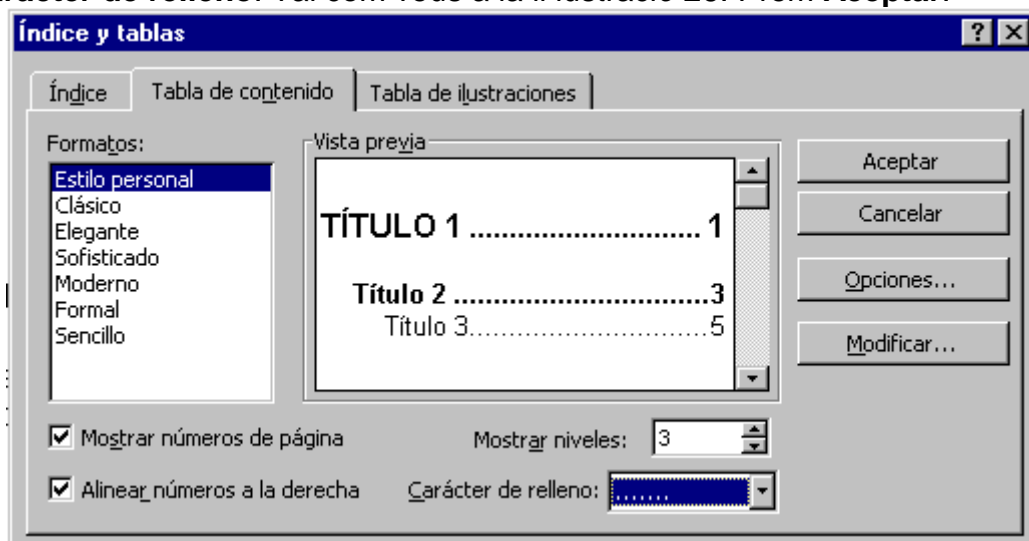 Índice y tablas
Índice Tabla de contenido Tabla de ilustraciones
Formatos:
Estilo personal
Clásico
Elegante
Sofisticado
Moderno
Formal
Sencillo
Vista previa
TÍTULO 1 ............................ 1
Título 2 ...............................3
Título 3................................5
Aceptar
Cancelar
Opciones...
Modificar...
Mostrar números de página
Mostrar niveles: 3
Alinear números a la derecha
Carácter de relleno: .......